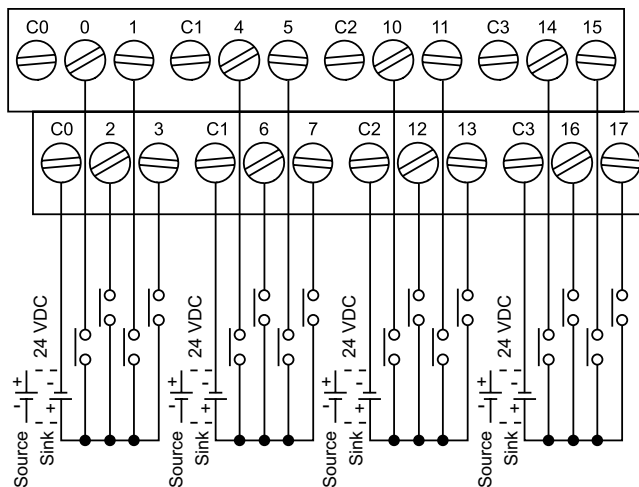 C0 0 1 C1 4 5 C2 10 11 C3 14 15
C0 2 3 C1 6 7 C2 12 13 C3 16 17
24 VDC 24 VDC 24 VDC 24 VDC
+ - + - + - + -
- + - + - + - +
Source Sink Source Sink Source Sink Source Sink